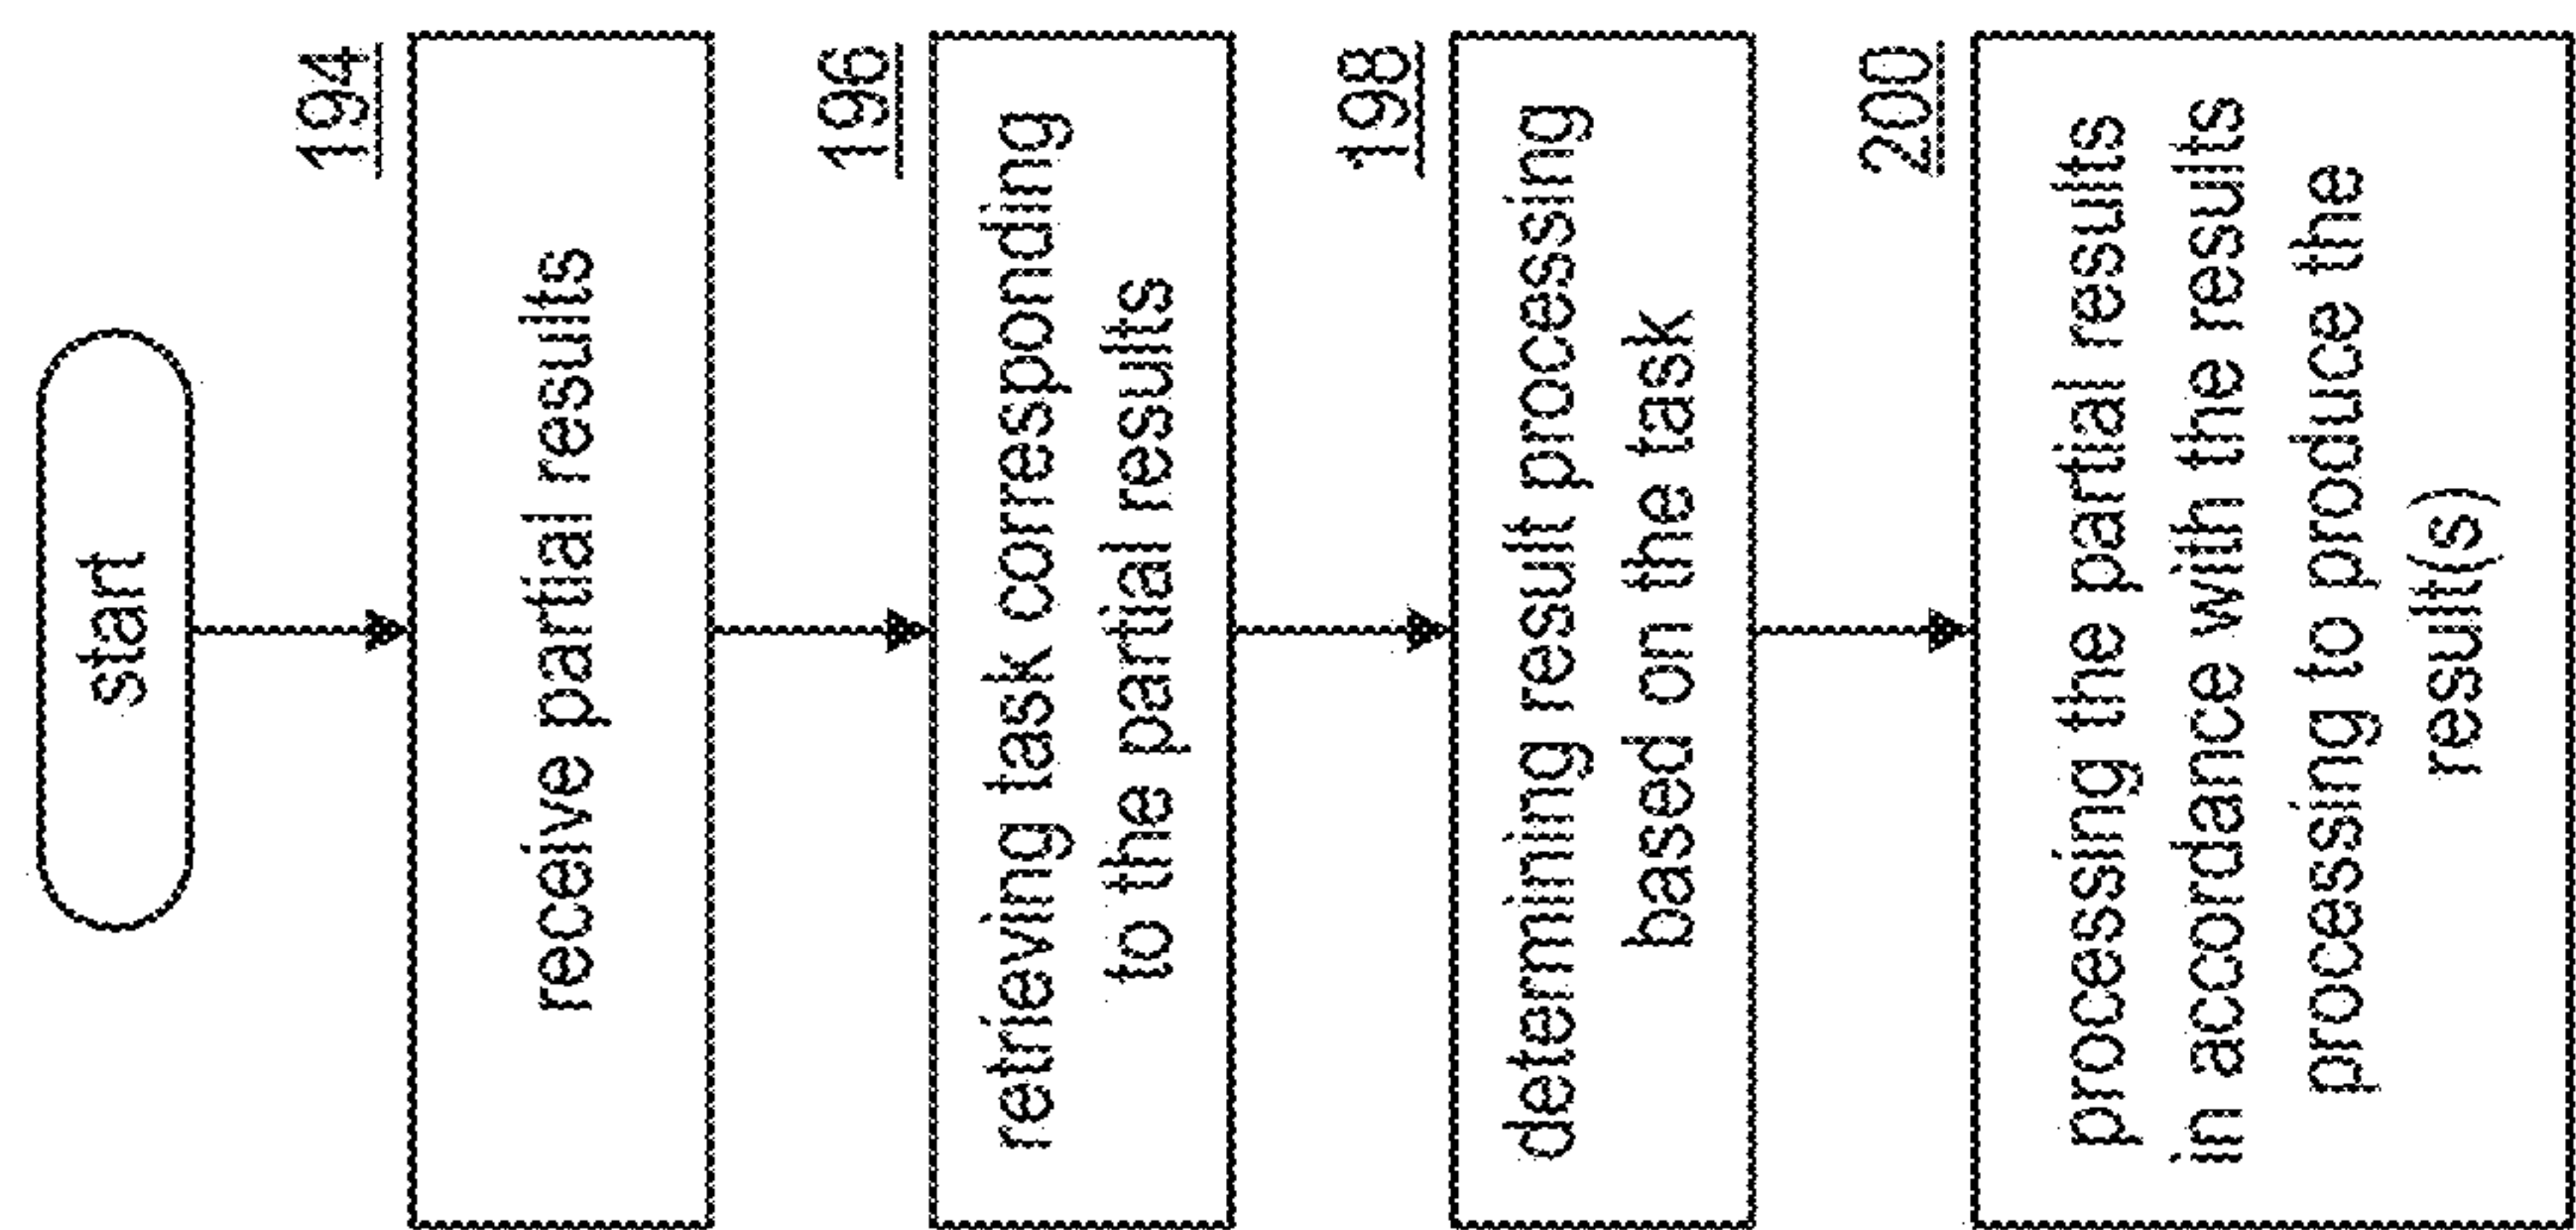 start
194
receive partial results
196
retrieving task corresponding
to the partial results
198
determining result processing
based on the task
200
processing the partial results
in accordance with the results
processing to produce the
result(s)